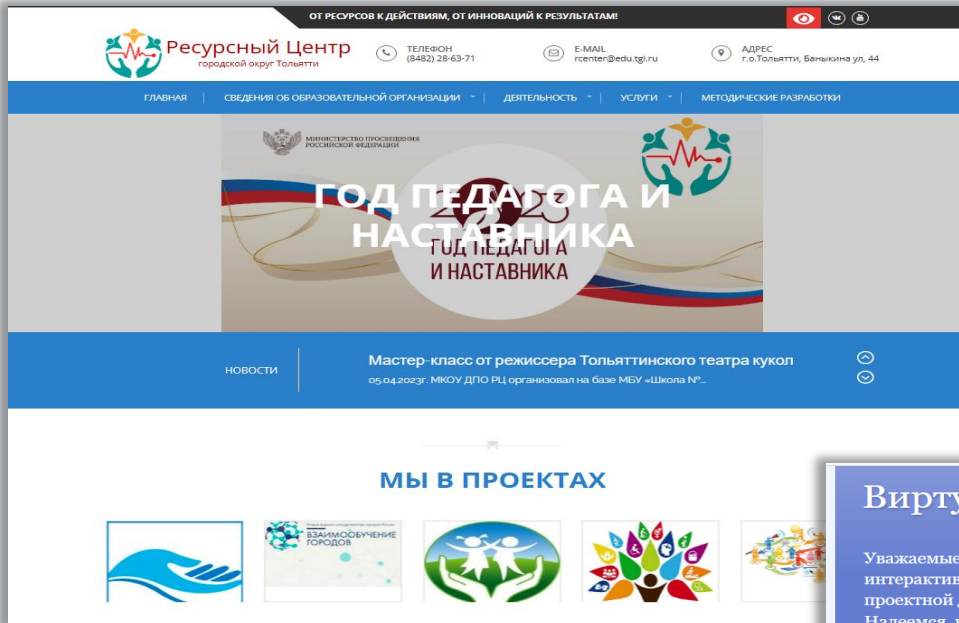 ОТ РЕСУРСОВ К ДЕЙСТВИЯМ, ОТ ИННОВАЦИЙ К РЕЗУЛЬТАТАМ!
Ресурсный Центр
городской округ Тольятти
ТЕЛЕФОН
(8482) 28-63-71
E-MAIL
rcenter@edu.tgl.ru
АДРЕС
г.о.Тольятти, Баныкина ул, 44
ГЛАВНАЯ
СВЕДЕНИЯ ОБ ОБРАЗОВАТЕЛЬНОЙ ОРГАНИЗАЦИИ
ДЕЯТЕЛЬНОСТЬ
УСЛУГИ
МЕТОДИЧЕСКИЕ РАЗРАБОТКИ
МИНИСТЕРСТВО ПРОСВЕЩЕНИЯ
РОССИЙСКОЙ ФЕДЕРАЦИИ
ГОД ПЕДАГОГА И
НАСТАВНИКА
2023
ГОД ПЕДАГОГА
И НАСТАВНИКА
НОВОСТИ
Мастер-класс от режиссера Тольяттинского театра кукол
05.04.2023г. МКОУ ДПО РЦ организовал на базе МБУ «Школа №...
МЫ В ПРОЕКТАХ
ВЗАИМООБУЧЕНИЕ
ГОРОДОВ
Вирту
Уважаемые
интерактив
проектной